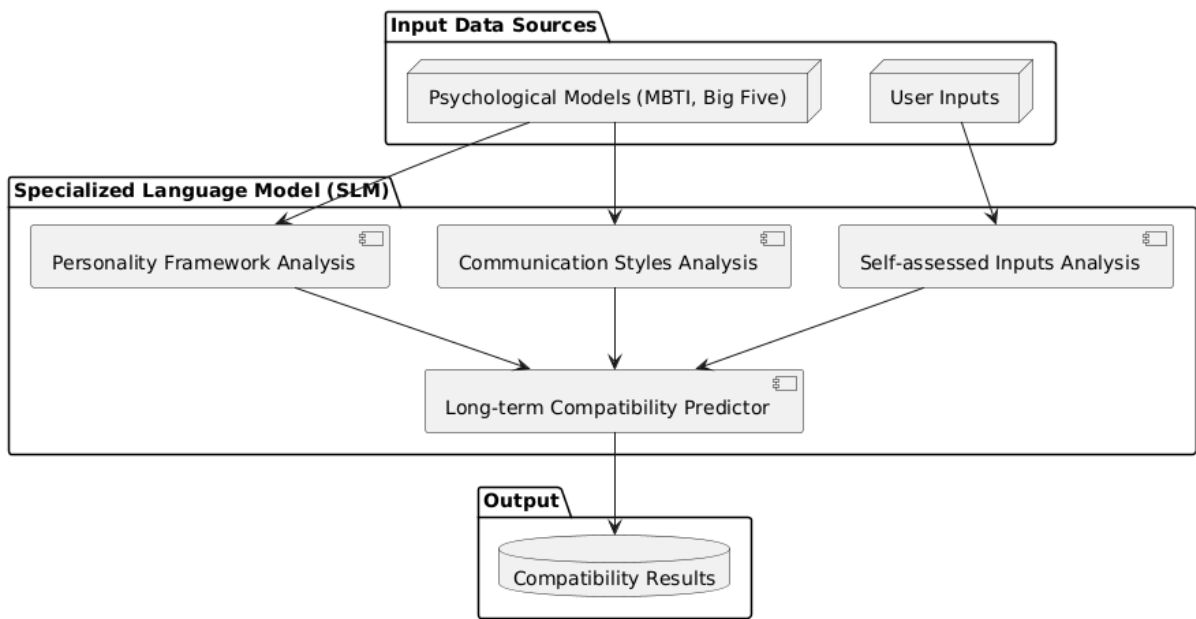 Input Data Sources
Psychological Models (MBTI, Big Five)
User Inputs
Specialized Language Model (SLM)
Personality Framework Analysis
Communication Styles Analysis
Self-assessed Inputs Analysis
Long-term Compatibility Predictor
Output
Compatibility Results